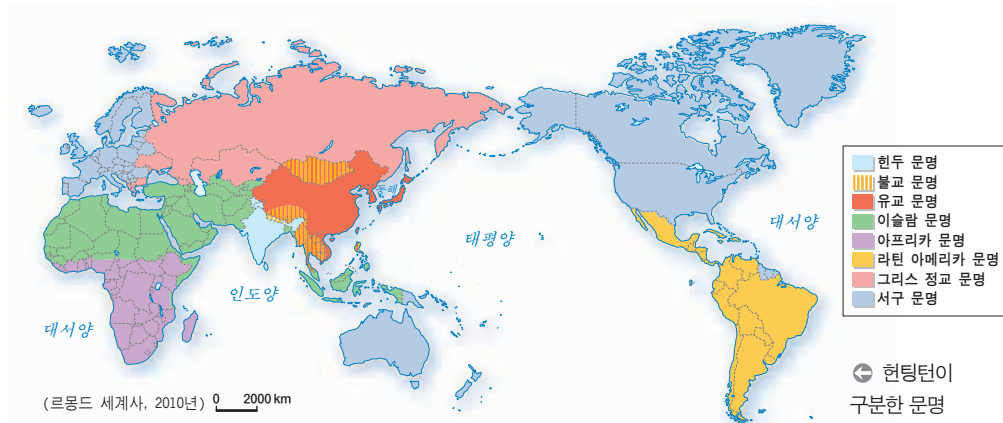 동해
태평양
대서양
인도양
대서양
힌두 문명
불교 문명
유교 문명
이슬람 문명
아프리카 문명
라틴 아메리카 문명
그리스 정교 문명
서구 문명
(르몽드 세계사, 2010년) 0 2000 km
헌팅턴이
구분한 문명